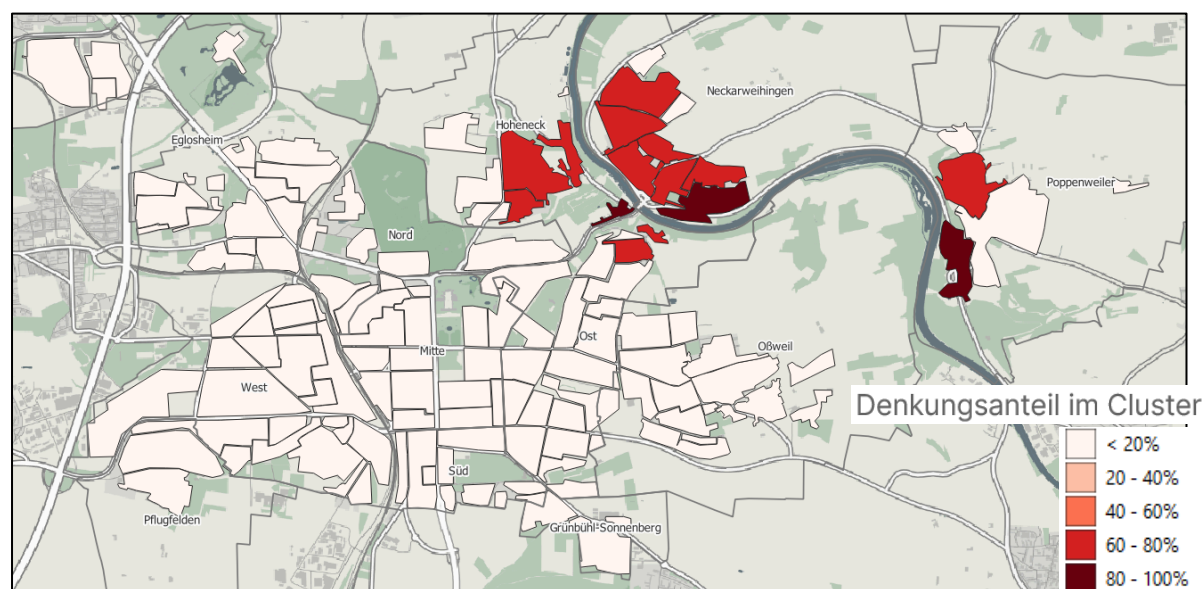 Neckarweihingen
Hoheneck
Eglosheim
Poppenweiler
Nord
Oßweil
Ost
Mitte
West
Denkungsanteil im Cluster
< 20%
20 - 40%
40 - 60%
60 - 80%
80 - 100%
Süd
Pflugfelden
Grünbühl-Sonnenberg